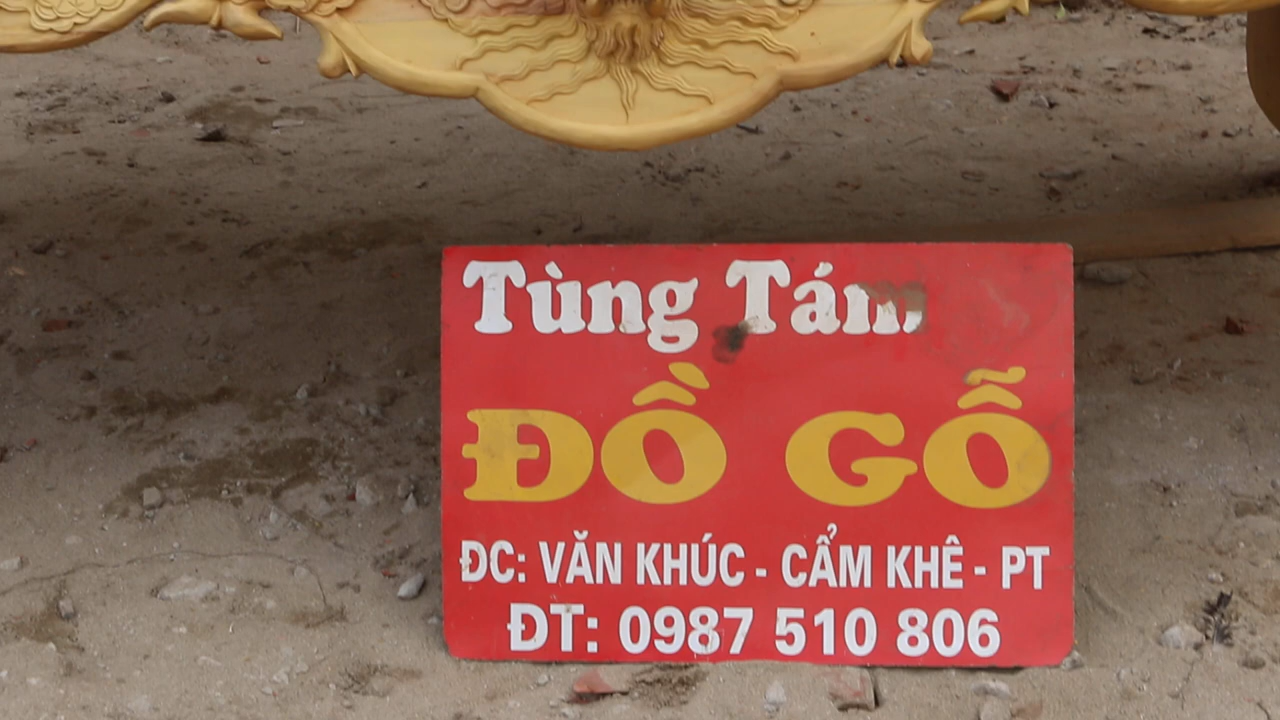 Tùng Tám
ĐỒ GỖ
ĐC: VĂN KHÚC - CẨM KHÊ - PT
ĐT: 0987 510 806